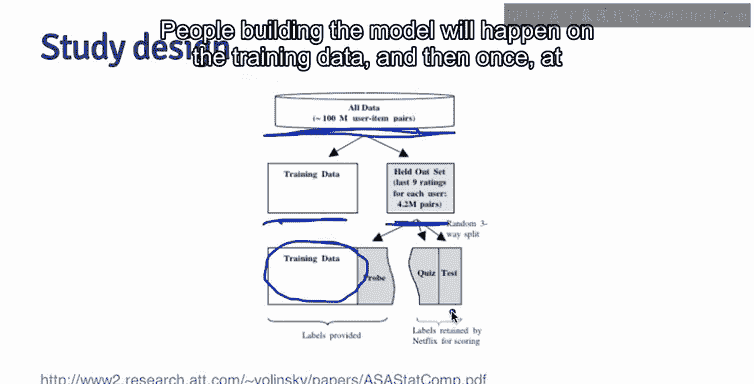 People building the model will happen on
the training data, and then once, at
Study design
All Data
(~ 100 M user-item pairs)
Training Data
Held Out Set
(last 9 ratings
for each user:
4.2M pairs)
Random 3-
way split
Training Data
Probe
Quiz
Test
Labels provided
Labels retained by
Netflix for scoring
http://www2.research.att.com/~volinsky/papers/ASAStatComp.pdf